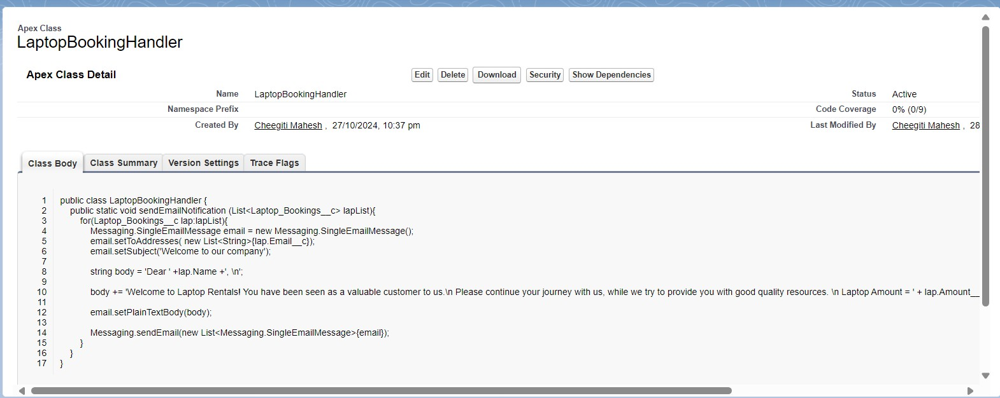 Apex Class
LaptopBookingHandler
Apex Class Detail
Edit Delete Download Security Show Dependencies
Name LaptopBookingHandler Status Active
Namespace Prefix Code Coverage 0% (0/9)
Created By Cheegiti Mahesh , 27/10/2024, 10:37 pm Last Modified By Cheegiti Mahesh , 28
Class Body Class Summary Version Settings Trace Flags
1 public class LaptopBookingHandler {
2 public static void sendEmailNotification (List<Laptop_Bookings__c> lapList){
3 for(Laptop_Bookings__c lap:lapList){
4 Messaging.SingleEmailMessage email = new Messaging.SingleEmailMessage();
5 email.setToAddresses( new List<String>{lap.Email__c});
6 email.setSubject('Welcome to our company');
7
8 string body = 'Dear ' +lap.Name +', \n';
9
10 body += 'Welcome to Laptop Rentals! You have been seen as a valuable customer to us.\n Please continue your journey with us, while we try to provide you with good quality resources. \n Laptop Amount = ' + lap.Amount__
11
12 email.setPlainTextBody(body);
13
14 Messaging.sendEmail(new List<Messaging.SingleEmailMessage>{email});
15 }
16 }
17 }